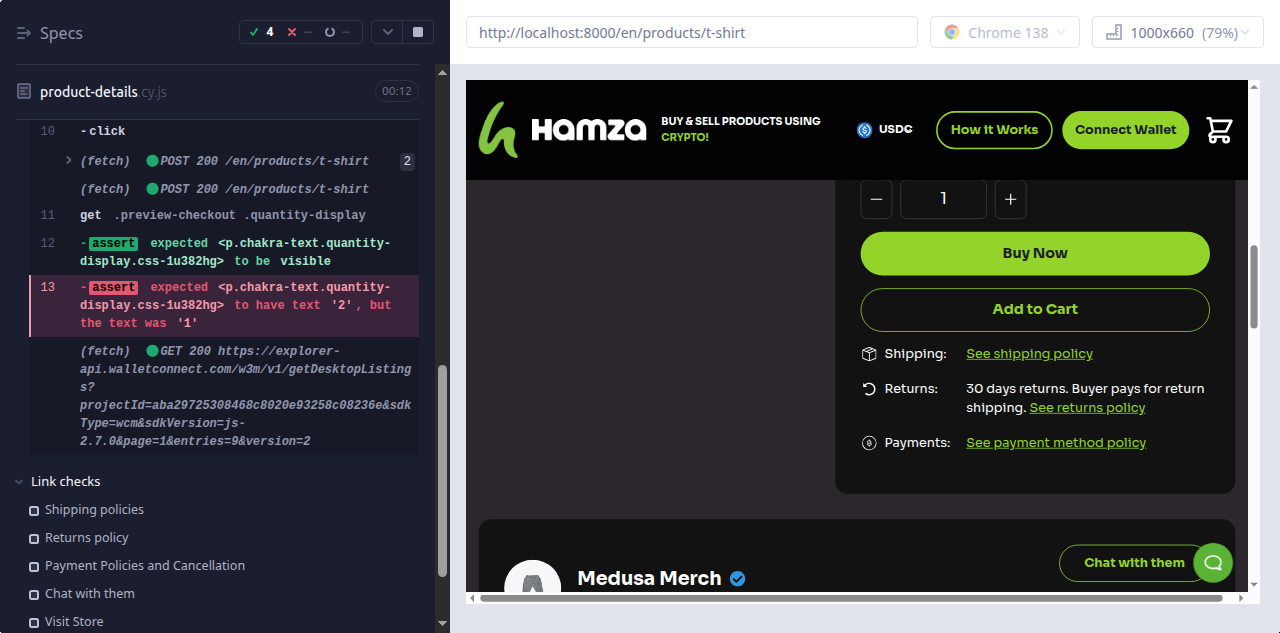 Specs
4
--
--
product-details.cy.js
00:12
10 -click
(fetch) POST 200 /en/products/t-shirt 2
(fetch) POST 200 /en/products/t-shirt
11 get .preview-checkout .quantity-display
12 -assert expected <p.chakra-text.quantity-
display.css-1u382hg> to be visible
13 -assert expected <p.chakra-text.quantity-
display.css-1u382hg> to have text '2', but
the text was '1'
(fetch) GET 200 https://explorer-
api.walletconnect.com/w3m/v1/getDesktopListing
s?
projectId=aba29725308468c8020e93258c08236e&sdk
Type=wcm&sdkVersion=js-
2.7.0&page=1&entries=9&version=2
Link checks
Shipping policies
Returns policy
Payment Policies and Cancellation
Chat with them
Visit Store
http://localhost:8000/en/products/t-shirt
Chrome 138
1000x660 (79%)
Hamza
BUY & SELL PRODUCTS USING
CRYPTO!
USDC
How it Works
Connect Wallet
1
Buy Now
Add to Cart
Shipping: See shipping policy
Returns: 30 days returns. Buyer pays for return
shipping. See returns policy
Payments: See payment method policy
Medusa Merch
Chat with them